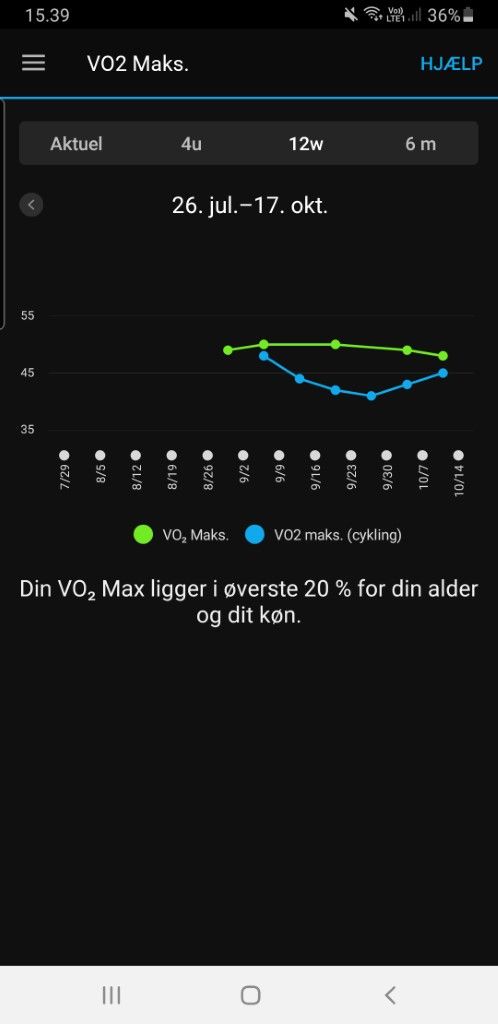 15.39
Vo)) LTE1 36%
VO2 Maks.
HJÆLP
Aktuel 4u 12w 6 m
26. jul.–17. okt.
55
45
35
7/29 8/5 8/12 8/19 8/26 9/2 9/9 9/16 9/23 9/30 10/7 10/14
VO₂ Maks. VO2 maks. (cykling)
Din VO₂ Max ligger i øverste 20 % for din alder
og dit køn.